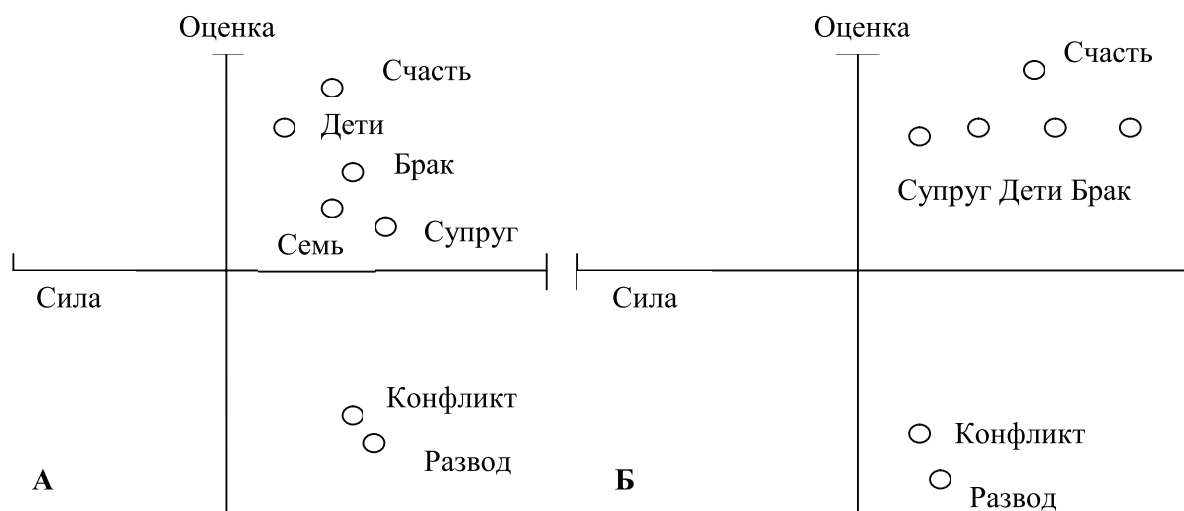 Оценка
Счасть
Дети
Брак
Семь
Супруг
Сила
Конфликт
Развод
А
Оценка
Счасть
Супруг Дети Брак
Сила
Конфликт
Развод
Б